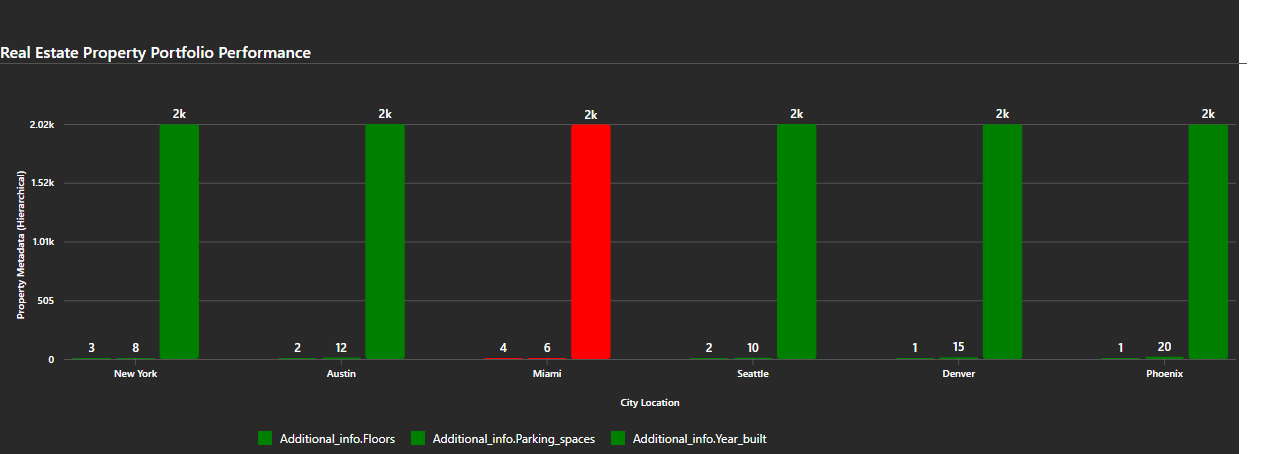 Real Estate Property Portfolio Performance
2k 2k 2k 2k 2k 2k
2.02k
1.52k
1.01k
505
0
Property Metadata (Hierarchical)
3 8 2 12 4 6 2 10 1 15 1 20
New York Austin Miami Seattle Denver Phoenix
City Location
Additional_info.Floors Additional_info.Parking_spaces Additional_info.Year_built